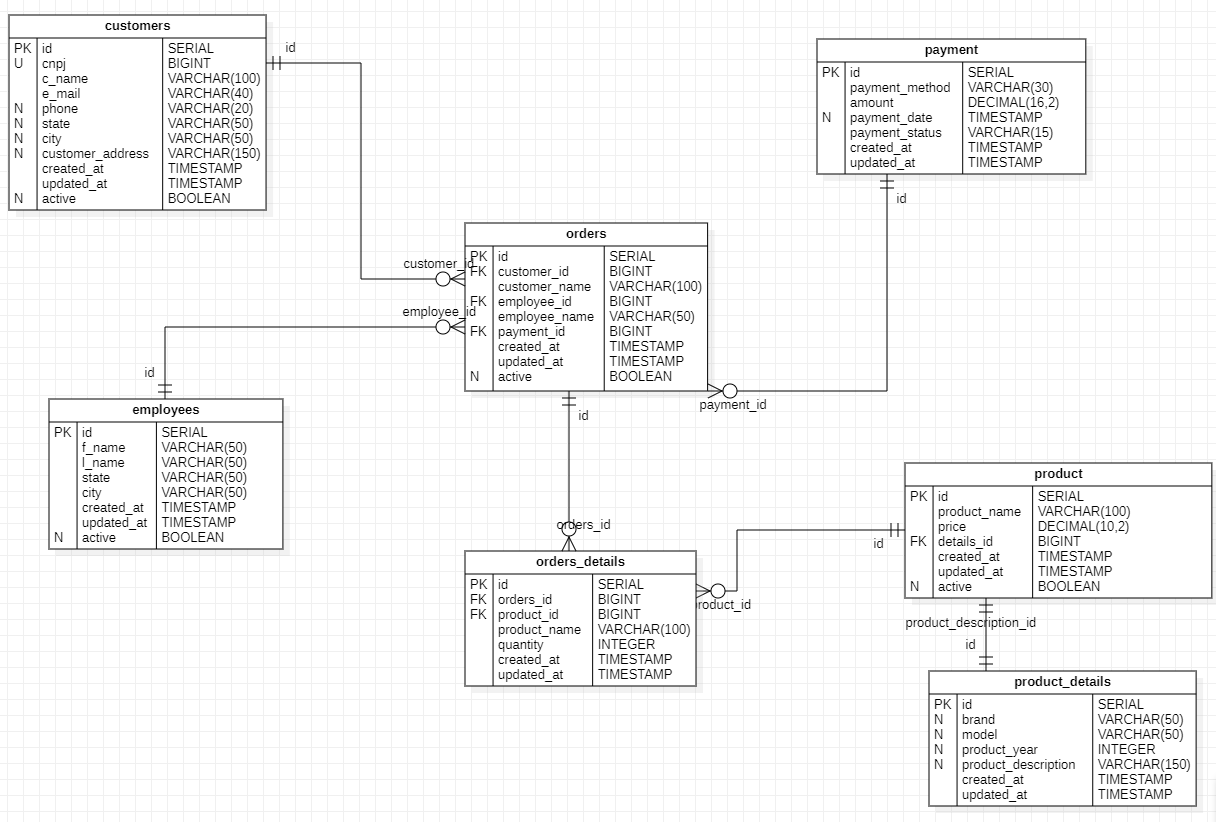 customers
PK id SERIAL
U cnpj BIGINT
c_name VARCHAR(100)
e_mail VARCHAR(40)
N phone VARCHAR(20)
N state VARCHAR(50)
N city VARCHAR(50)
N customer_address VARCHAR(150)
created_at TIMESTAMP
updated_at TIMESTAMP
N active BOOLEAN
id
payment
PK id SERIAL
payment_method VARCHAR(30)
amount DECIMAL(16,2)
N payment_date TIMESTAMP
payment_status VARCHAR(15)
created_at TIMESTAMP
updated_at TIMESTAMP
id
orders
PK id SERIAL
FK customer_id BIGINT
customer_name VARCHAR(100)
FK employee_id BIGINT
employee_name VARCHAR(50)
FK payment_id BIGINT
created_at TIMESTAMP
updated_at TIMESTAMP
N active BOOLEAN
customer_id
employee_id
id
payment_id
id
employees
PK id SERIAL
f_name VARCHAR(50)
l_name VARCHAR(50)
state VARCHAR(50)
city VARCHAR(50)
created_at TIMESTAMP
updated_at TIMESTAMP
N active BOOLEAN
orders_id
orders_details
PK id SERIAL
FK orders_id BIGINT
FK product_id BIGINT
product_name VARCHAR(100)
quantity INTEGER
created_at TIMESTAMP
updated_at TIMESTAMP
product_id
id
product
PK id SERIAL
product_name VARCHAR(100)
price DECIMAL(10,2)
FK details_id BIGINT
created_at TIMESTAMP
updated_at TIMESTAMP
N active BOOLEAN
product_description_id
id
product_details
PK id SERIAL
N brand VARCHAR(50)
N model VARCHAR(50)
N product_year INTEGER
N product_description VARCHAR(150)
created_at TIMESTAMP
updated_at TIMESTAMP